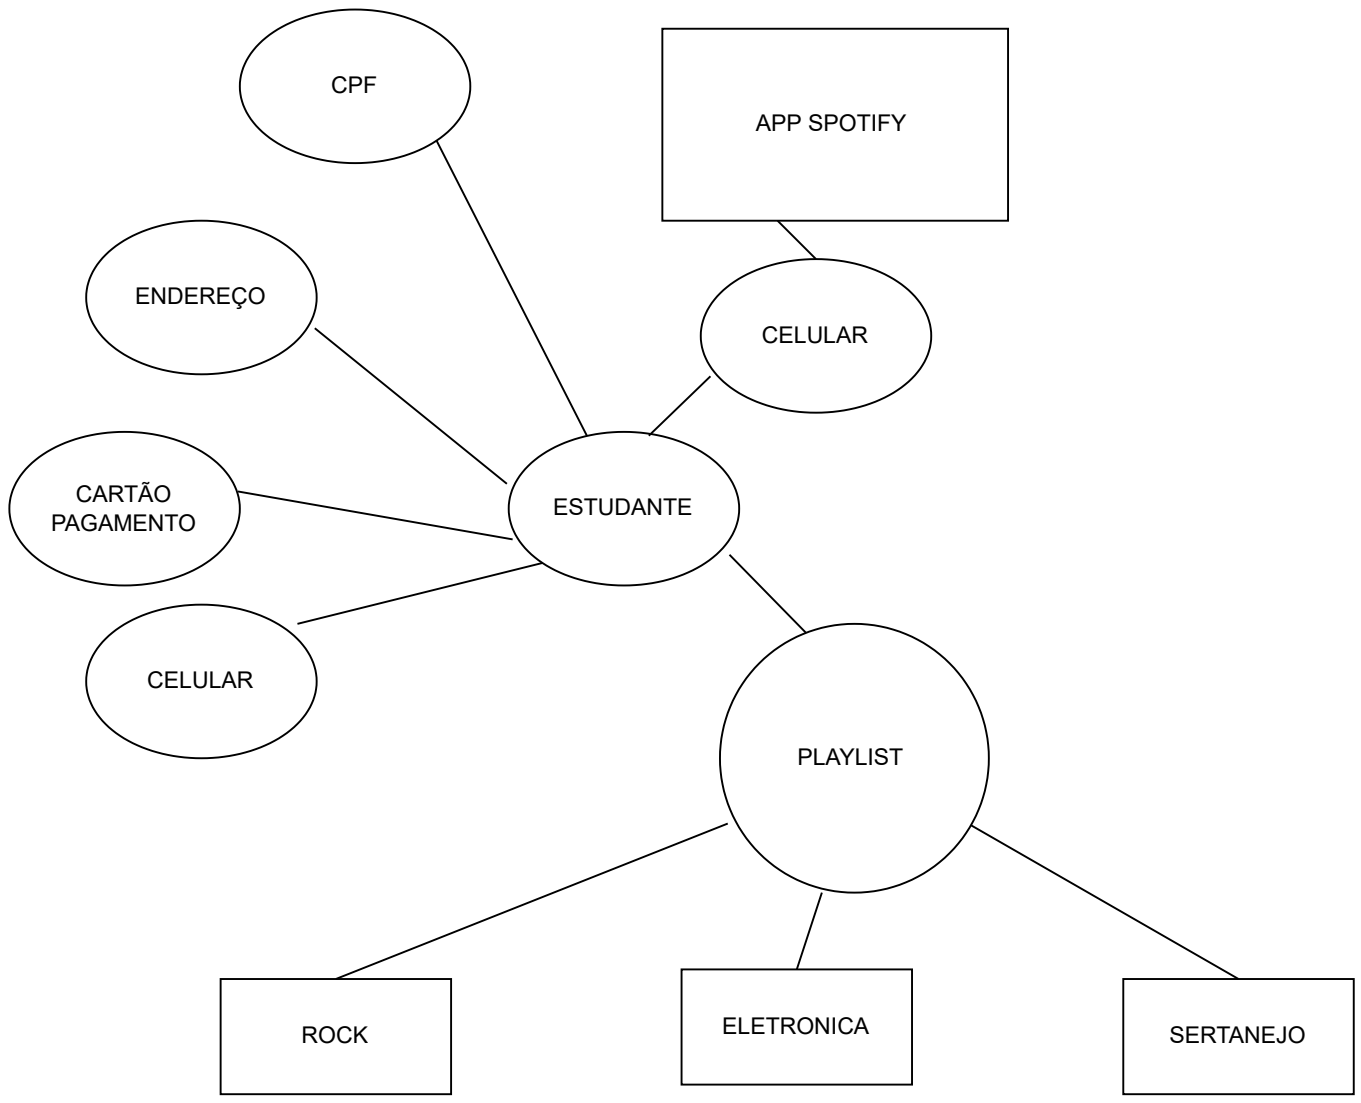 CPF
APP SPOTIFY
ENDEREÇO
CELULAR
CARTÃO
PAGAMENTO
ESTUDANTE
CELULAR
PLAYLIST
ROCK
ELETRONICA
SERTANEJO